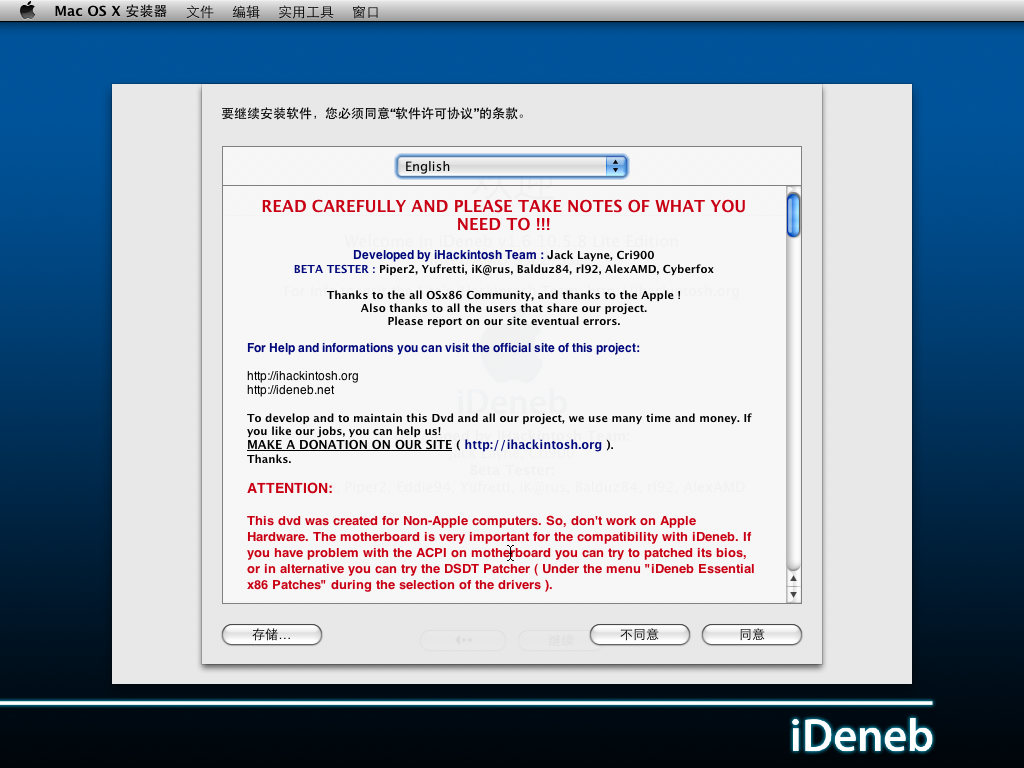 Mac OS X 安装器 文件 编辑 实用工具 窗口
要继续安装软件，您必须同意“软件许可协议”的条款。
English
READ CAREFULLY AND PLEASE TAKE NOTES OF WHAT YOU
NEED TO !!!
Developed by iHackintosh Team : Jack Layne, Cri900
BETA TESTER : Piper2, Yufretti, iK@rus, Balduz84, rl92, AlexAMD, Cyberfox
Thanks to the all OSx86 Community, and thanks to the Apple !
Also thanks to all the users that share our project.
Please report on our site eventual errors.
For Help and informations you can visit the official site of this project:
http://ihackintosh.org
http://ideneb.net
To develop and to maintain this Dvd and all our project, we use many time and money. If
you like our jobs, you can help us!
MAKE A DONATION ON OUR SITE ( http://ihackintosh.org ).
Thanks.
ATTENTION:
This dvd was created for Non-Apple computers. So, don't work on Apple
Hardware. The motherboard is very important for the compatibility with iDeneb. If
you have problem with the ACPI on motherboard you can try to patched its bios,
or in alternative you can try the DSDT Patcher ( Under the menu "iDeneb Essential
x86 Patches" during the selection of the drivers ).
存储... 不同意 同意
iDeneb